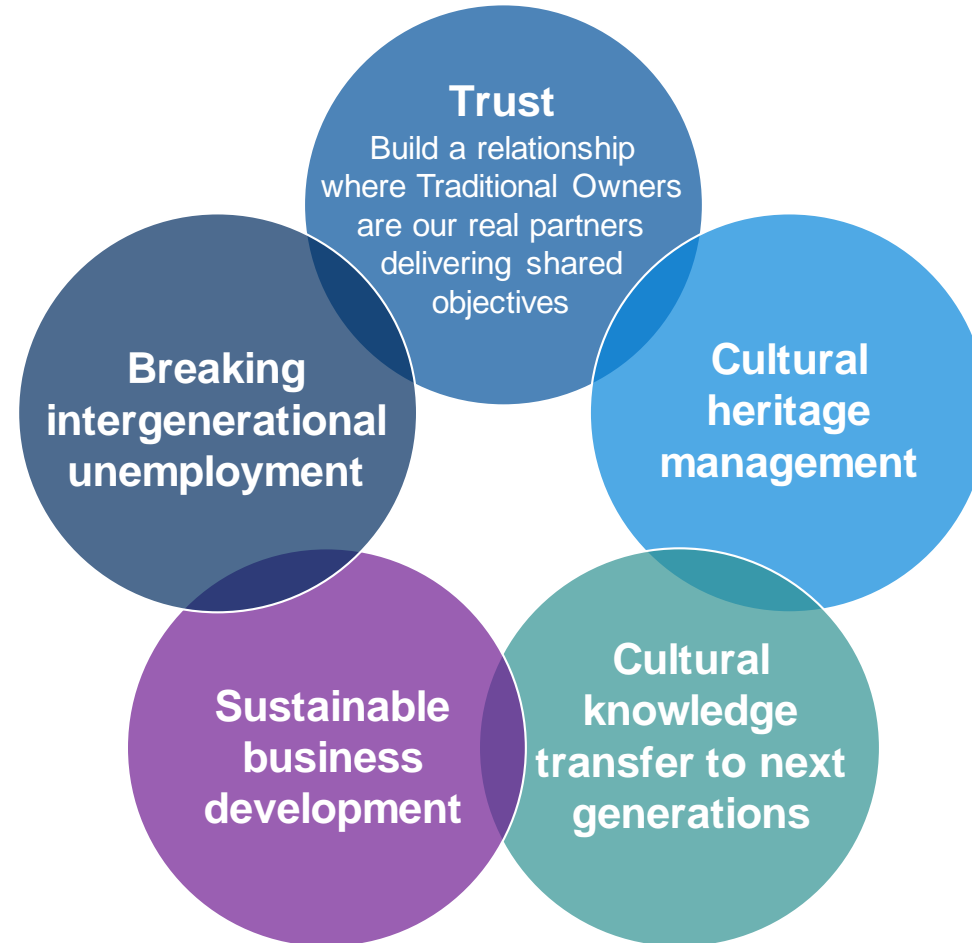 Trust
Build a relationship
where Traditional Owners
are our real partners
delivering shared
objectives
Cultural
heritage
management
Cultural
knowledge
transfer to next
generations
Sustainable
business
development
Breaking
intergenerational
unemployment